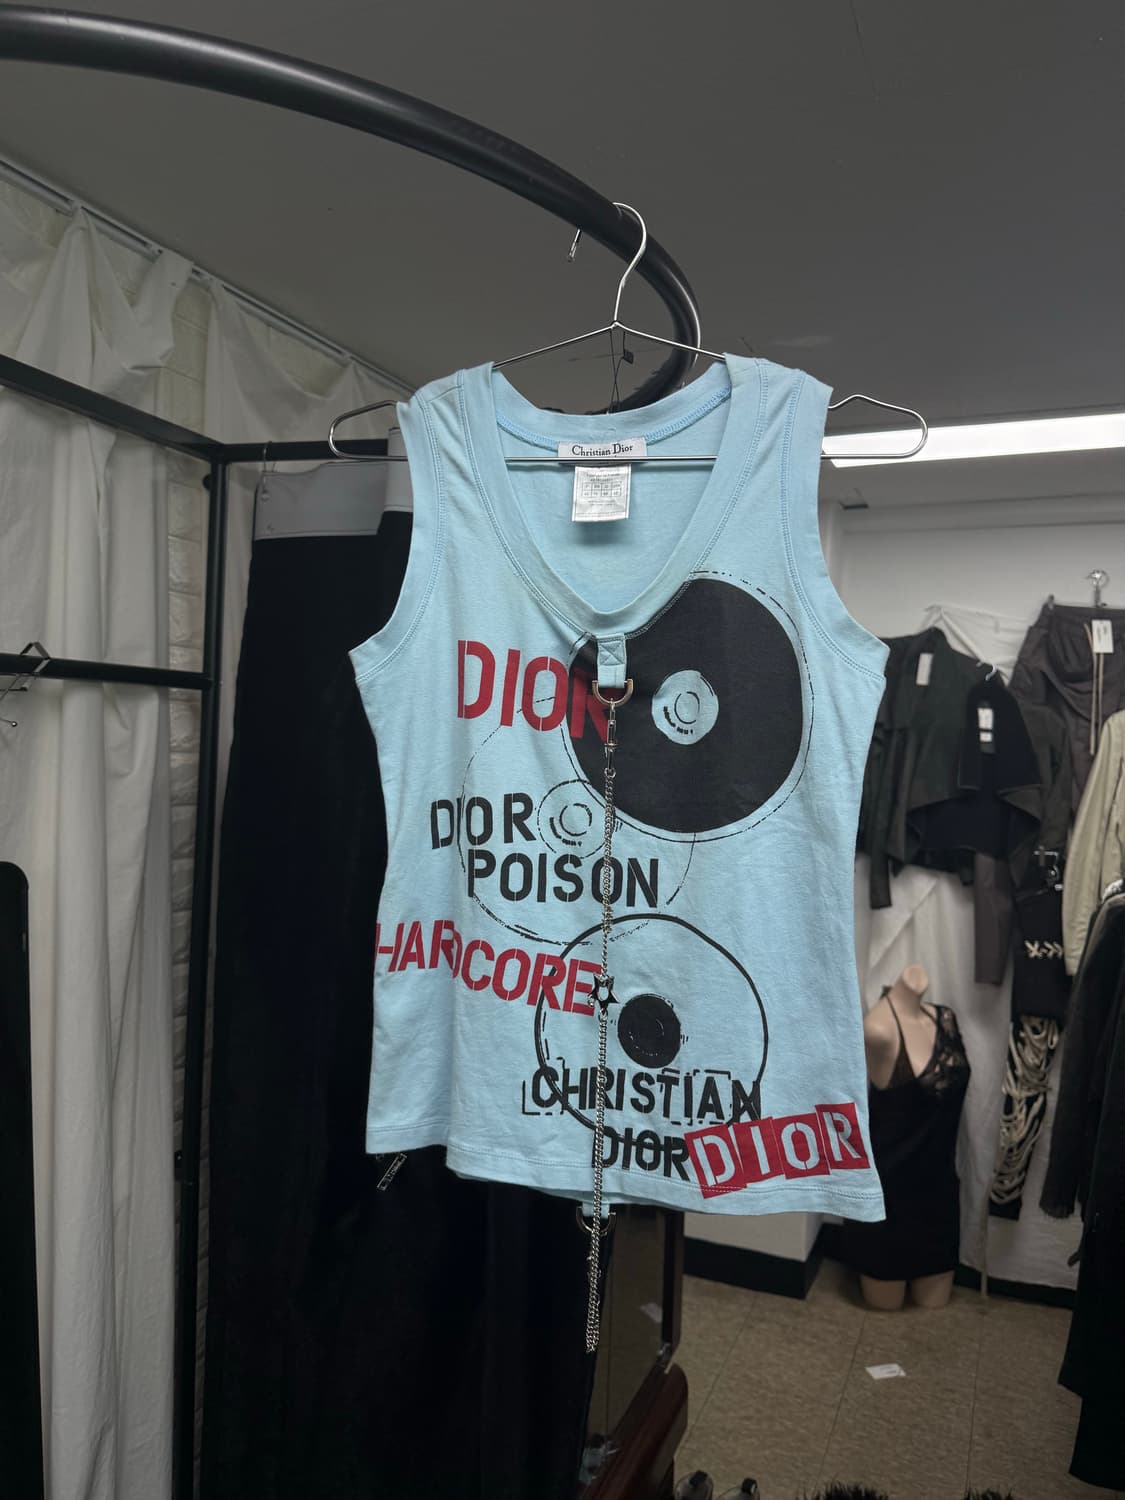 Christian Dior
DIOR
DIOR
POISON
HARDCORE
CHRISTIAN
DIOR DIOR